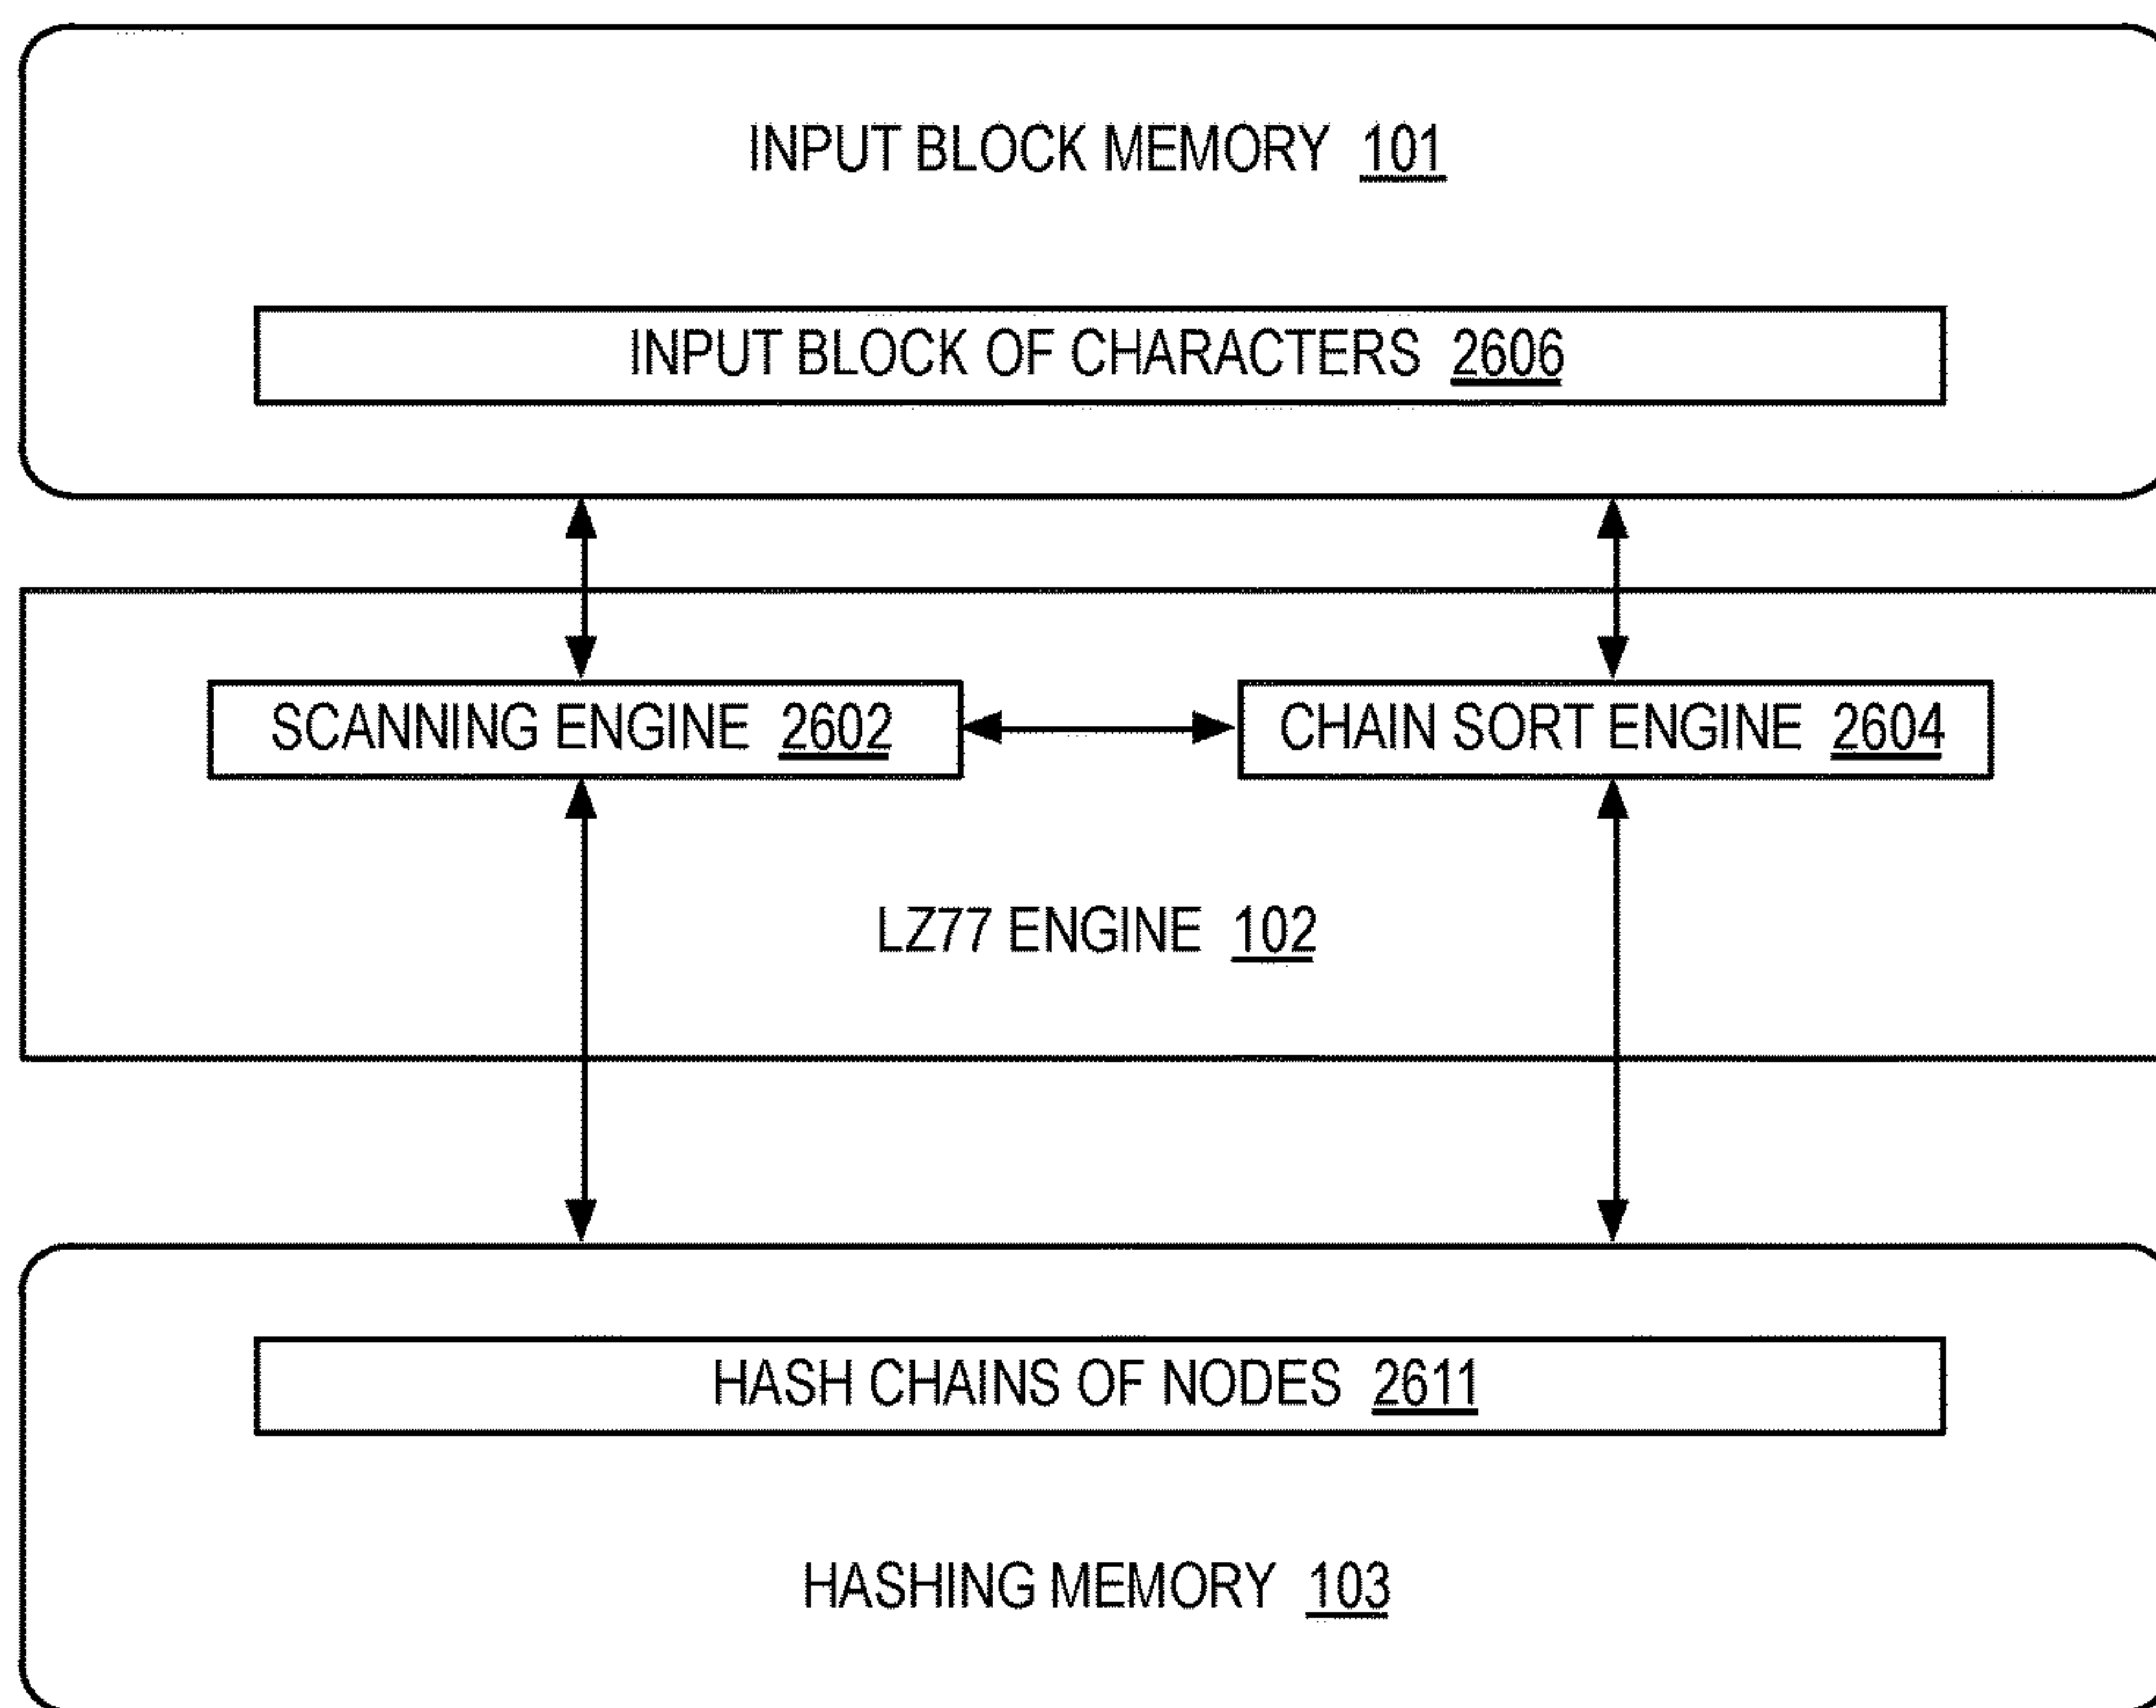 INPUT BLOCK MEMORY 101
INPUT BLOCK OF CHARACTERS 2606
SCANNING ENGINE 2602
CHAIN SORT ENGINE 2604
LZ77 ENGINE 102
HASH CHAINS OF NODES 2611
HASHING MEMORY 103